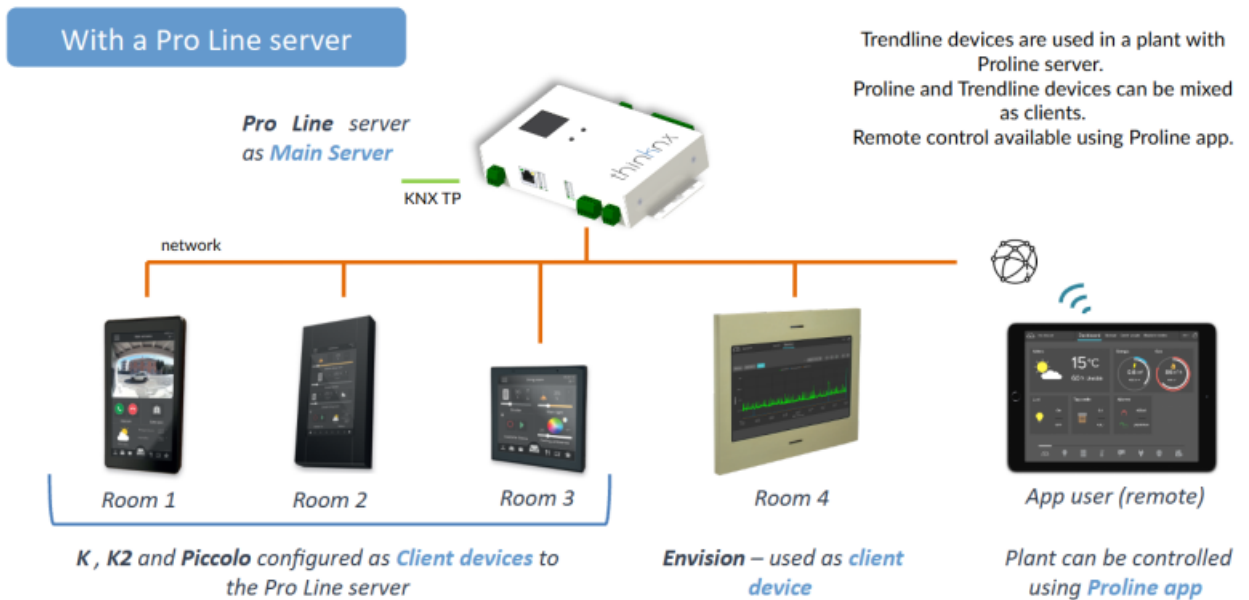 With a Pro Line server
Trendline devices are used in a plant with
Proline server.
Proline and Trendline devices can be mixed
as clients.
Remote control available using Proline app.
Pro Line server
as Main Server
thinknx
KNX TP
network
15°C
Room 1
Room 2
Room 3
Room 4
App user (remote)
K , K2 and Piccolo configured as Client devices to
the Pro Line server
Envision – used as client
device
Plant can be controlled
using Proline app